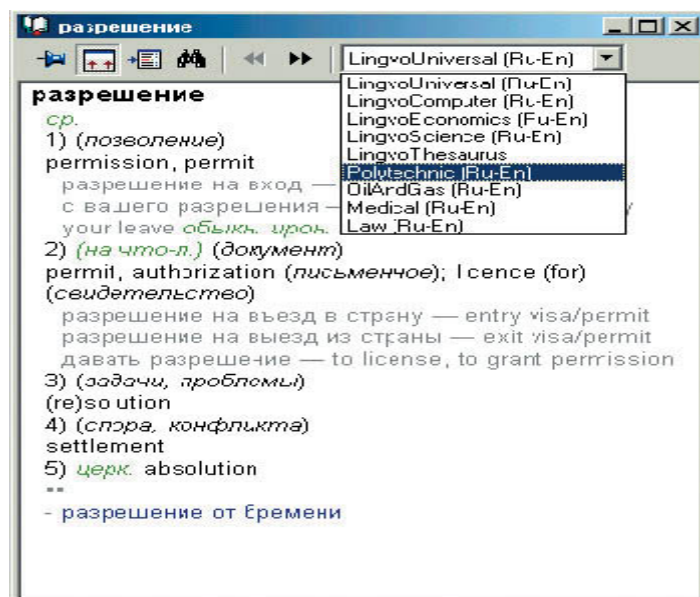 разрешение
LingvoUniversal (Ru-En)
LingvoUniversal (Ru-En)
LingvoComputer (Ru-En)
LingvoEconomics (Ru-En)
LingvoScience (Ru-En)
LingvoThesaurus
Polytechnic (Ru-En)
OilAndGas (Ru-En)
Medical (Ru-En)
Law (Ru-En)
разрешение
ср.
1) (позволение)
permission, permit
разрешение на вход —
с вашего разрешения —
your leave обыкн. ирон.
2) (на что-л.) (документ)
permit, authorization (письменное); licence (for)
(свидетельство)
разрешение на въезд в страну — entry visa/permit
разрешение на выезд из страны — exit visa/permit
давать разрешение — to license, to grant permission
3) (задачи, проблемы)
(re)solution
4) (спора, конфликта)
settlement
5) церк. absolution
••
- разрешение от бремени